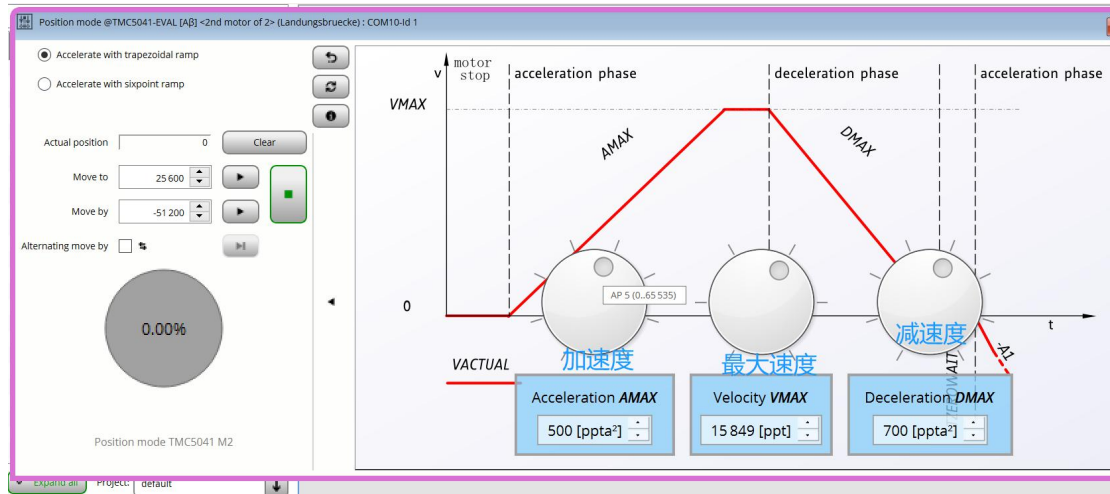 Position mode @TMC5041-EVAL [Aβ] <2nd motor of 2> (Landungsbruecke) : COM10-Id 1
Accelerate with trapezoidal ramp
Accelerate with sixpoint ramp
Actual position 0 Clear
Move to 25 600
Move by -51 200
Alternating move by
0.00%
Position mode TMC5041 M2
v
motor
stop
acceleration phase
deceleration phase
acceleration phase
VMAX
AMAX
DMAX
0
AP 5 (0..65 535)
t
-A1
VACTUAL
加速度
最大速度
减速度
Acceleration AMAX
500 [ppta²]
Velocity VMAX
15 849 [ppt]
Deceleration DMAX
700 [ppta²]
Expand all Project: default